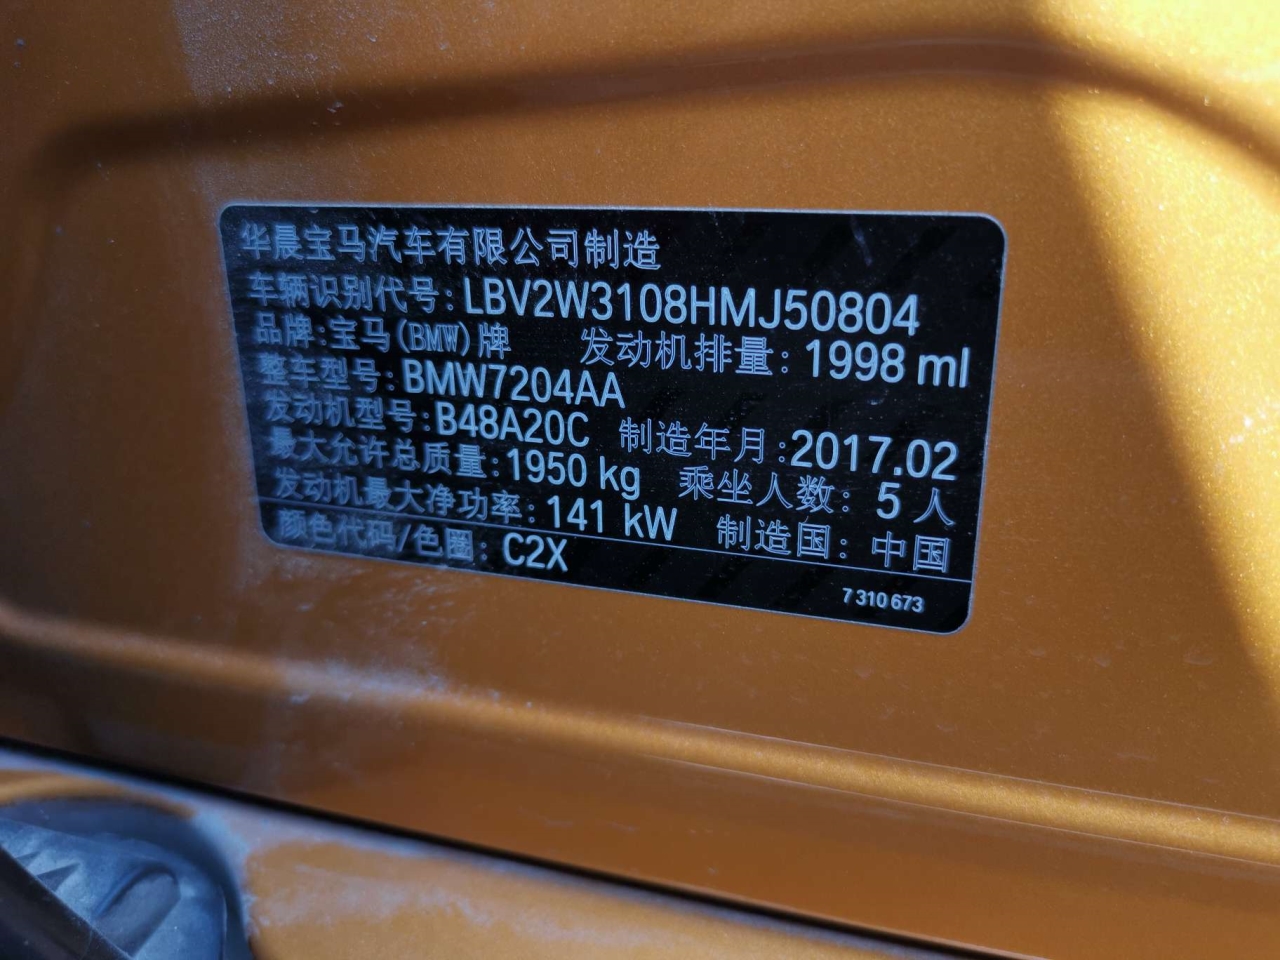 华晨宝马汽车有限公司制造
车辆识别代号:LBV2W3108HMJ50804
品牌:宝马(BMW)牌 发动机排量:1998 ml
整车型号:BMW7204AA
发动机型号:B48A20C 制造年月:2017.02
最大允许总质量:1950 kg 乘坐人数: 5 人
发动机最大净功率:141 kW 制造国: 中国
颜色代码/色圈: C2X
7 310 673